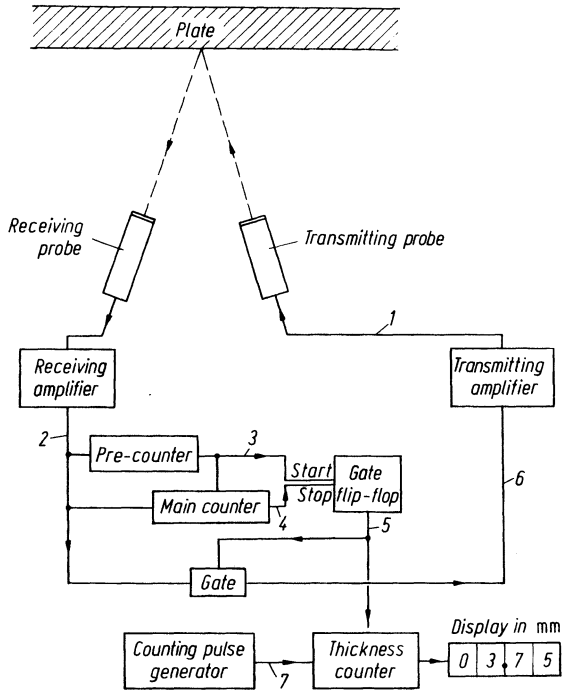 Plate
Receiving
probe
Transmitting probe
1
Receiving
amplifier
Transmitting
amplifier
2
3
Pre-counter
Start
Stop
Gate
flip-flop
Main counter
4
5
6
Gate
Display in mm
Counting pulse
generator
7
Thickness
counter
0 3.7 5